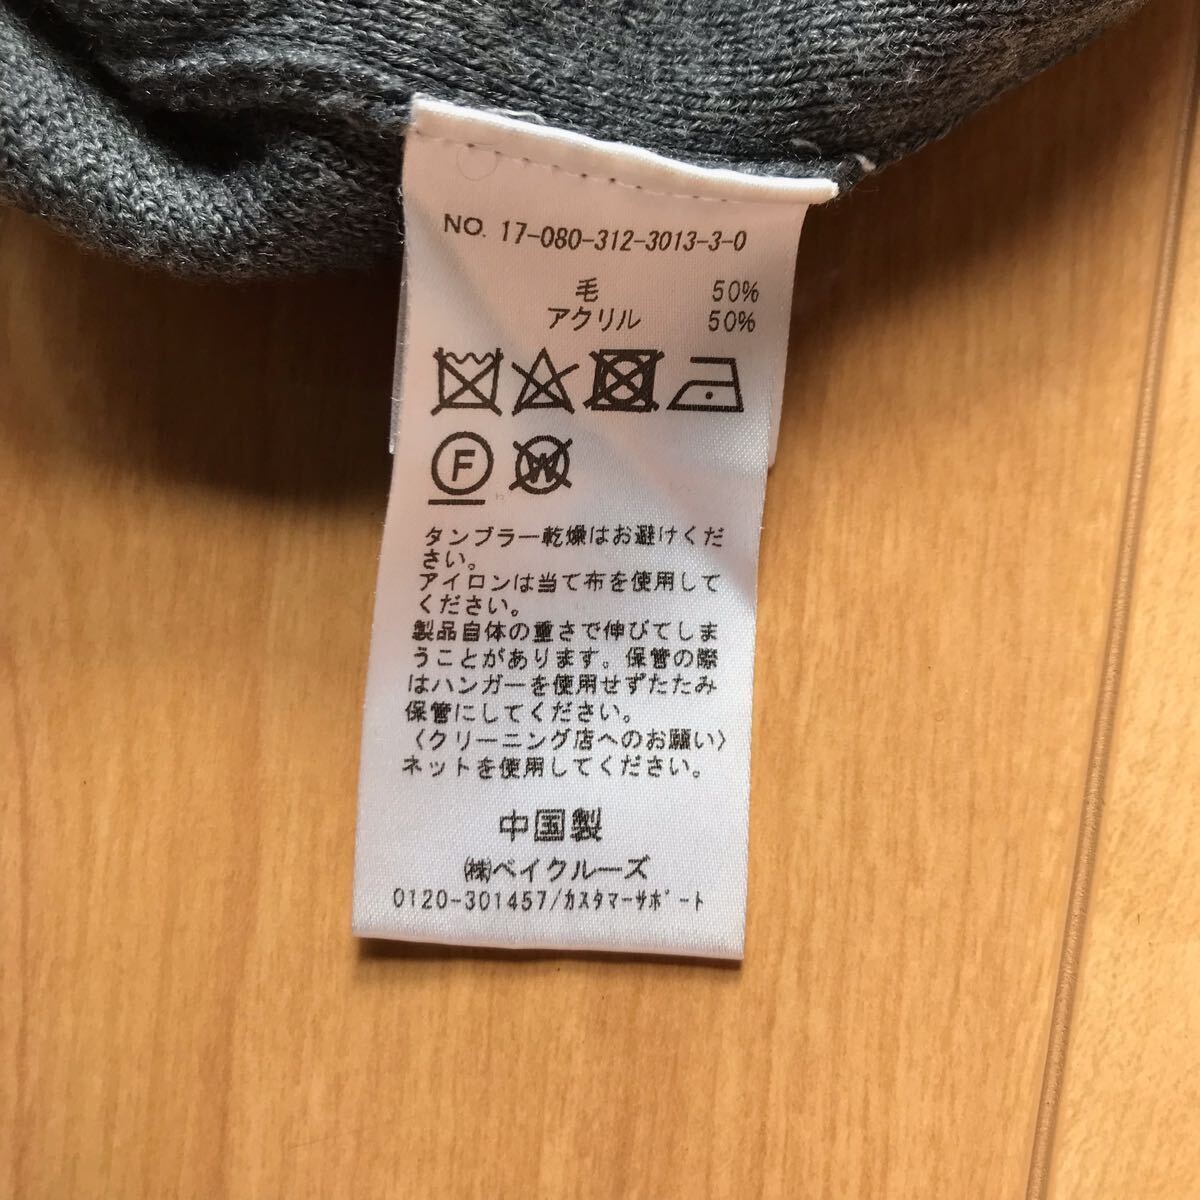 NO. 17-080-312-3013-3-0
毛 50%
アクリル 50%
F W
タンブラー乾燥はお避けくだ
さい。
アイロンは当て布を使用して
ください。
製品自体の重さで伸びてしま
うことがあります。保管の際
はハンガーを使用せずたたみ
保管にしてください。
〈クリーニング店へのお願い〉
ネットを使用してください。
中国製
㈱ベイクルーズ
0120-301457/ｶｽﾀﾏｰｻﾎﾟｰﾄ